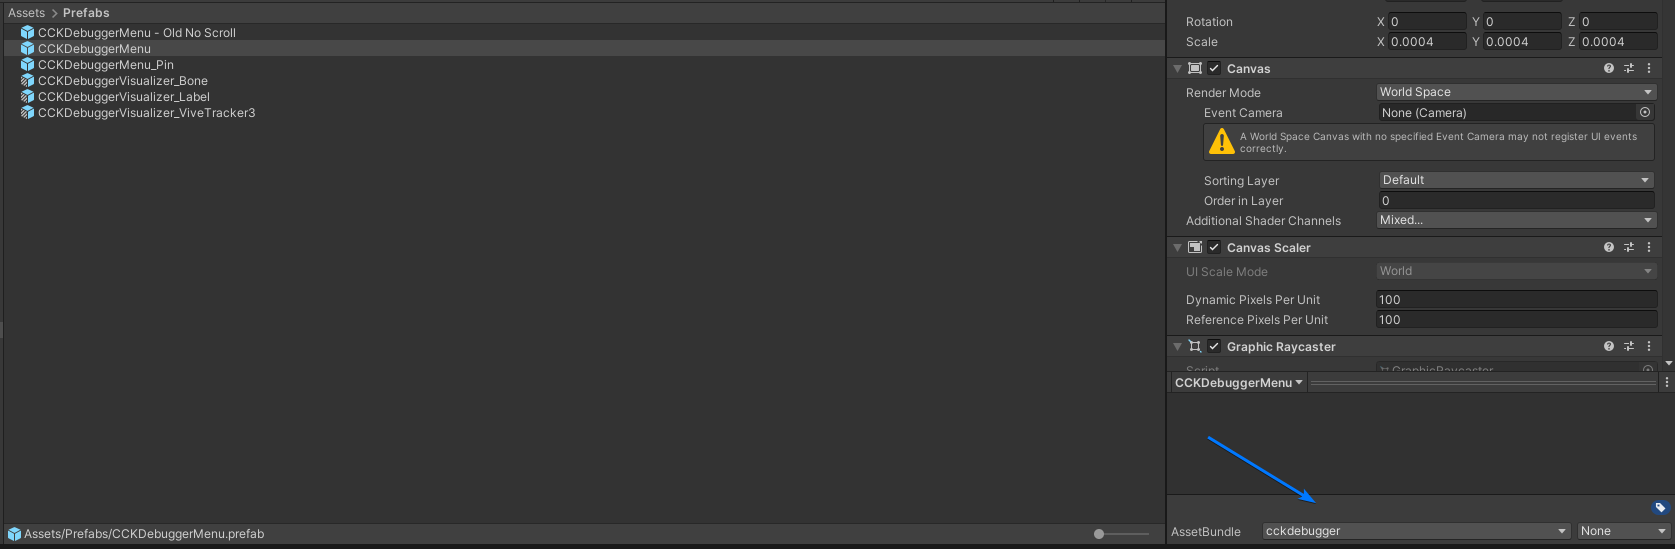 Assets > Prefabs
CCKDebuggerMenu - Old No Scroll
CCKDebuggerMenu
CCKDebuggerMenu_Pin
CCKDebuggerVisualizer_Bone
CCKDebuggerVisualizer_Label
CCKDebuggerVisualizer_ViveTracker3
Assets/Prefabs/CCKDebuggerMenu.prefab
Rotation X 0 Y 0 Z 0
Scale X 0.0004 Y 0.0004 Z 0.0004
Canvas
Render Mode World Space
Event Camera None (Camera)
A World Space Canvas with no specified Event Camera may not register UI events
correctly.
Sorting Layer Default
Order in Layer 0
Additional Shader Channels Mixed...
Canvas Scaler
UI Scale Mode World
Dynamic Pixels Per Unit 100
Reference Pixels Per Unit 100
Graphic Raycaster
Script GraphicRaycaster
CCKDebuggerMenu
AssetBundle cckdebugger None